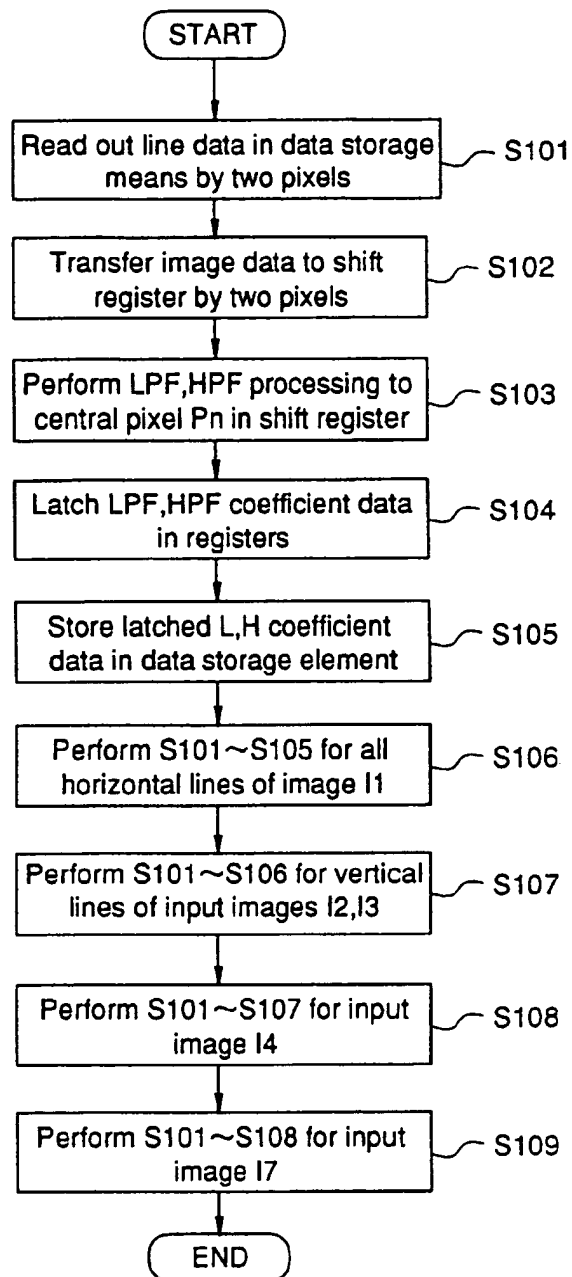 START
Read out line data in data storage
means by two pixels
S101
Transfer image data to shift
register by two pixels
S102
Perform LPF,HPF processing to
central pixel Pn in shift register
S103
Latch LPF,HPF coefficient data
in registers
S104
Store latched L,H coefficient
data in data storage element
S105
Perform S101~S105 for all
horizontal lines of image I1
S106
Perform S101~S106 for vertical
lines of input images I2,I3
S107
Perform S101~S107 for input
image I4
S108
Perform S101~S108 for input
image I7
S109
END